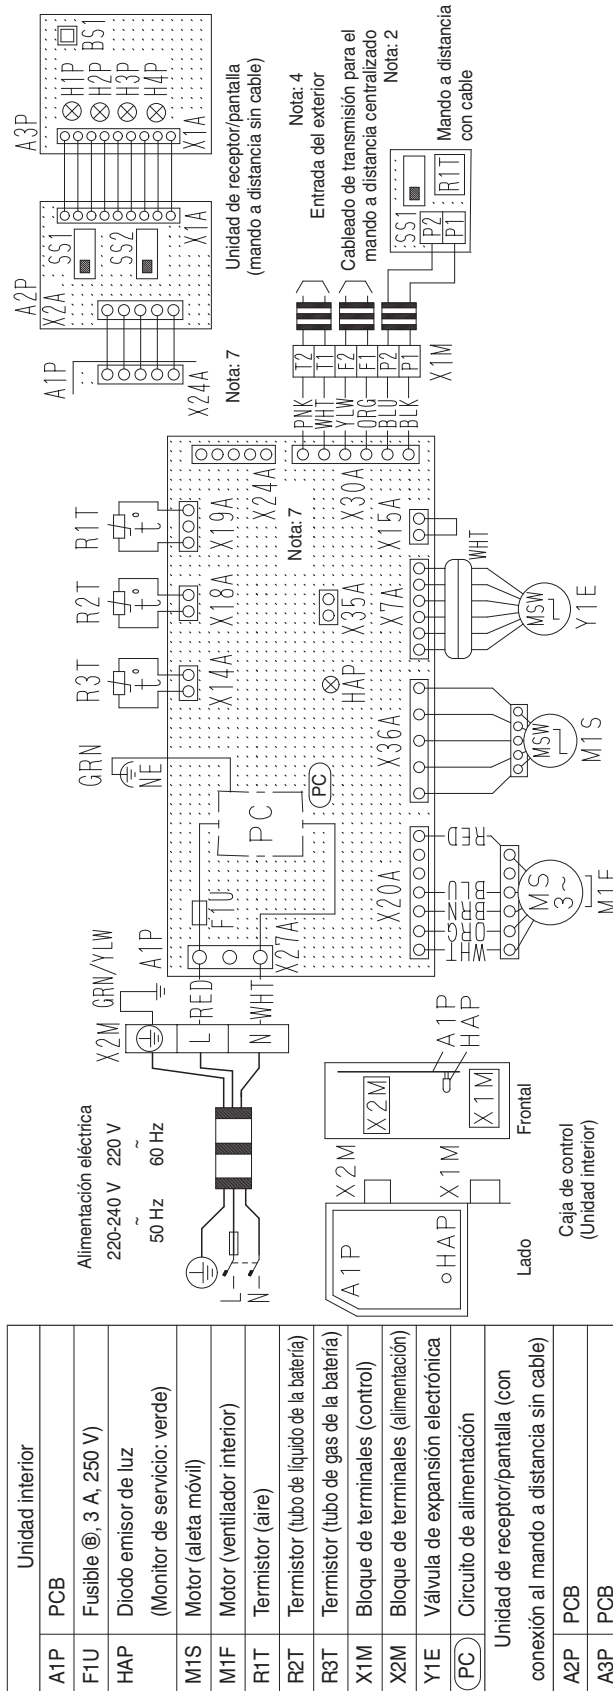 Unidad interior
A1P PCB
F1U Fusible Ⓑ, 3 A, 250 V)
HAP Diodo emisor de luz
(Monitor de servicio: verde)
M1S Motor (aleta móvil)
M1F Motor (ventilador interior)
R1T Termistor (aire)
R2T Termistor (tubo de líquido de la batería)
R3T Termistor (tubo de gas de la batería)
X1M Bloque de terminales (control)
X2M Bloque de terminales (alimentación)
Y1E Válvula de expansión electrónica
PC Circuito de alimentación
Unidad de receptor/pantalla (con
conexión al mando a distancia sin cable)
A2P PCB
A3P PCB
Alimentación eléctrica
220-240 V 220 V
~ ~
50 Hz 60 Hz
L
N
X2M
GRN/YLW
L RED
N WHT
A1P
X27A
F1U
PC
PC
GRN
NE
R3T
R2T
R1T
X14A
X18A
X19A
X24A
Nota: 7
HAP
X35A
X30A
X20A
X36A
X7A
X15A
WHT
ORG
BRN
BLU
RED
MS
3~
M1F
MSW
M1S
MSW
Y1E
WHT
PNK T2
WHT T1
YLW F2
ORG F1
BLU P2
BLK P1
X1M
Nota: 4
Entrada del exterior
Cableado de transmisión para el
mando a distancia centralizado
Nota: 2
SS1
P2
P1
R1T
Mando a distancia
con cable
A1P
X24A
Nota: 7
A2P
X2A
SS1
SS2
X1A
A3P
BS1
H1P
H2P
H3P
H4P
X1A
Unidad de receptor/pantalla
(mando a distancia sin cable)
A1P
HAP
X2M
X1M
Lado
X2M
X1M
A1P
HAP
Frontal
Caja de control
(Unidad interior)